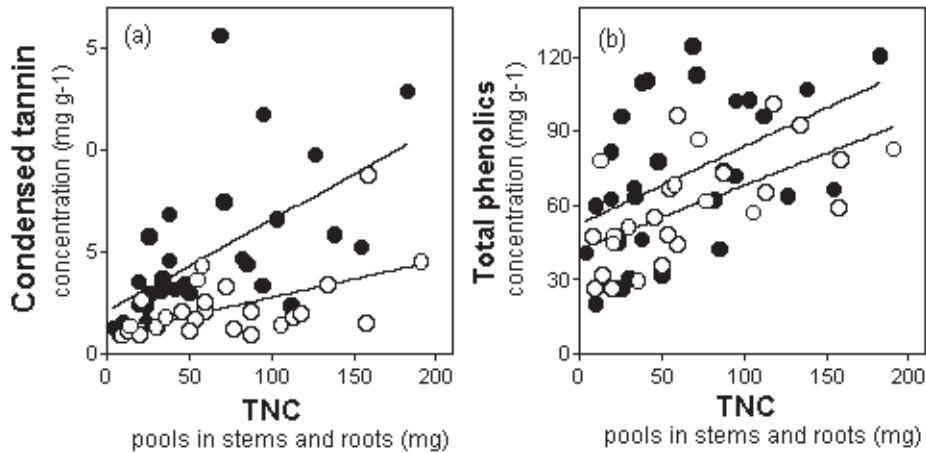 (a)
Condensed tannin
concentration (mg g-1)
5
0
5
0
0 50 100 150 200
TNC
pools in stems and roots (mg)
(b)
Total phenolics
concentration (mg g-1)
120
90
60
30
0
0 50 100 150 200
TNC
pools in stems and roots (mg)